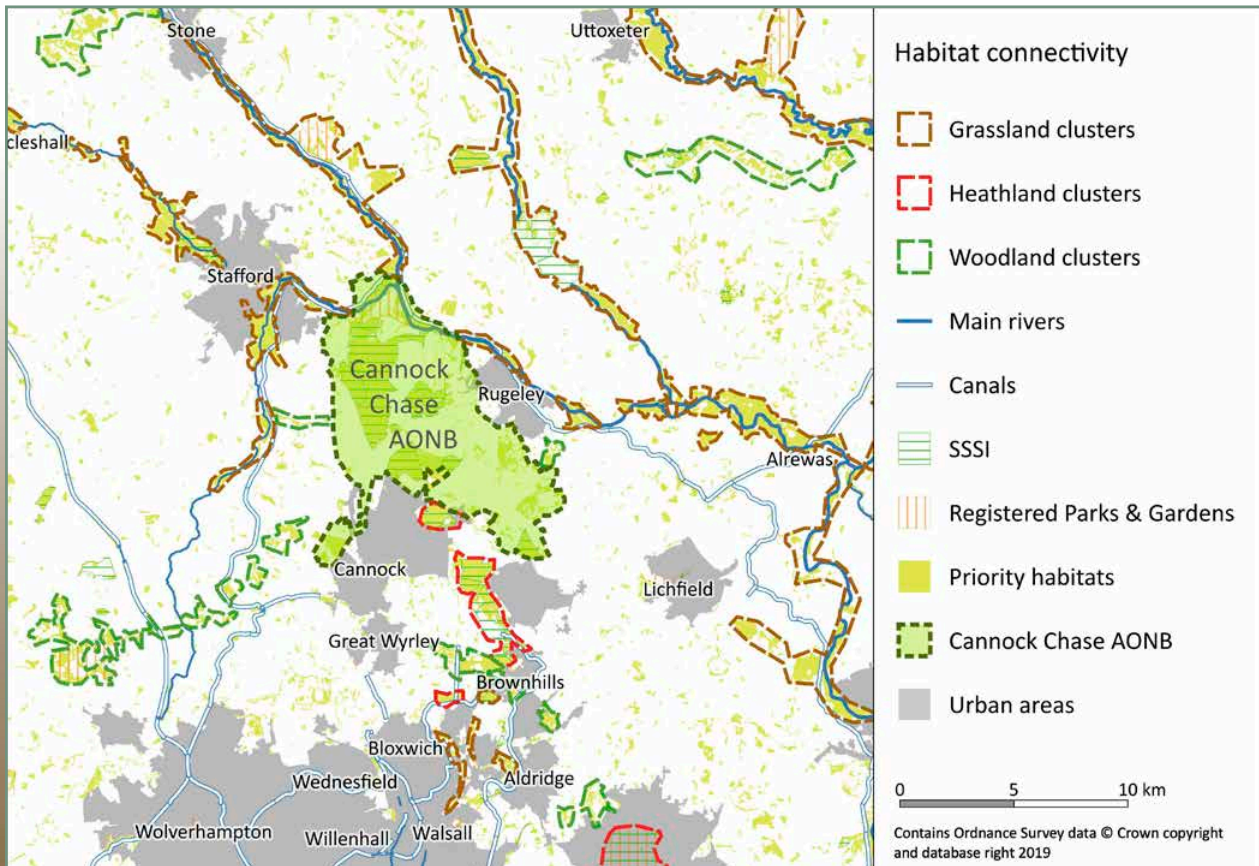 Stone
Uttoxeter
cleshall
Stafford
Cannock
Chase
AONB
Rugeley
Alrewas
Cannock
Lichfield
Great Wyrley
Brownhills
Bloxwich
Wednesfield
Aldridge
Wolverhampton
Willenhall
Walsall
Habitat connectivity
Grassland clusters
Heathland clusters
Woodland clusters
Main rivers
Canals
SSSI
Registered Parks & Gardens
Priority habitats
Cannock Chase AONB
Urban areas
0 5 10 km
Contains Ordnance Survey data © Crown copyright
and database right 2019